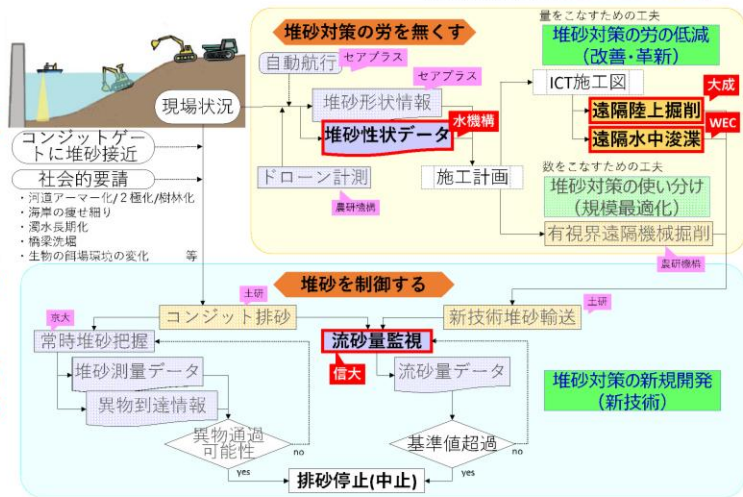 量をこなすための工夫
堆砂対策の労を無くす
堆砂対策の労の低減
(改善・革新)
セアプラス
自動航行
セアプラス
ICT施工図
大成
現場状況
堆砂形状情報
水機構
遠隔陸上掘削
WEC
堆砂性状データ
遠隔水中浚渫
コンジットゲー
トに堆砂接近
数をこなすための工夫
ドローン計測
施工計画
堆砂対策の使い分け
(規模最適化)
社会的要請
農研機構
・河道アーマー化/２極化/樹林化
・海岸の痩せ細り
・濁水長期化
・橋梁洗堀
・生物の餌場環境の変化 等
有視界遠隔機械掘削
農研機構
堆砂を制御する
土研
土研
京大
コンジット排砂
新技術堆砂輸送
常時堆砂把握
流砂量監視
信大
堆砂測量データ
流砂量データ
堆砂対策の新規開発
(新技術)
異物到達情報
異物通過
可能性
no
基準値超過
no
yes
yes
排砂停止(中止)